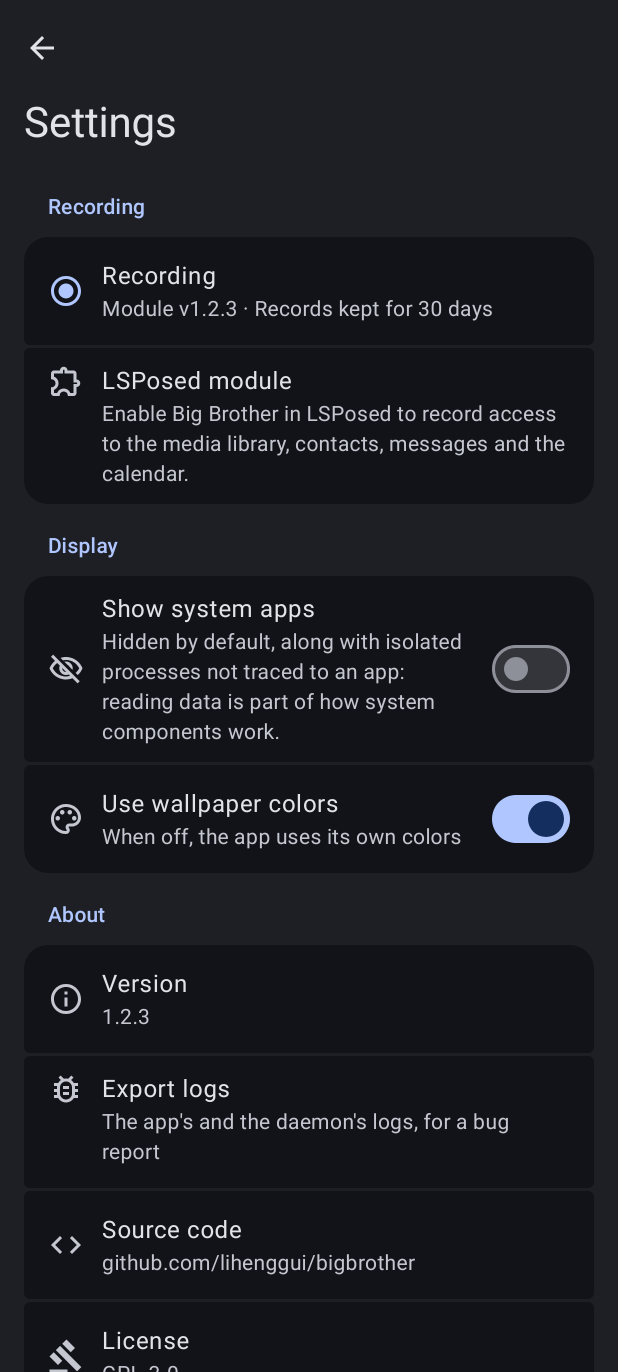 Settings
Recording
Recording
Module v1.2.3 · Records kept for 30 days
LSPosed module
Enable Big Brother in LSPosed to record access
to the media library, contacts, messages and the
calendar.
Display
Show system apps
Hidden by default, along with isolated
processes not traced to an app:
reading data is part of how system
components work.
Use wallpaper colors
When off, the app uses its own colors
About
Version
1.2.3
Export logs
The app's and the daemon's logs, for a bug
report
Source code
github.com/lihenggui/bigbrother
License